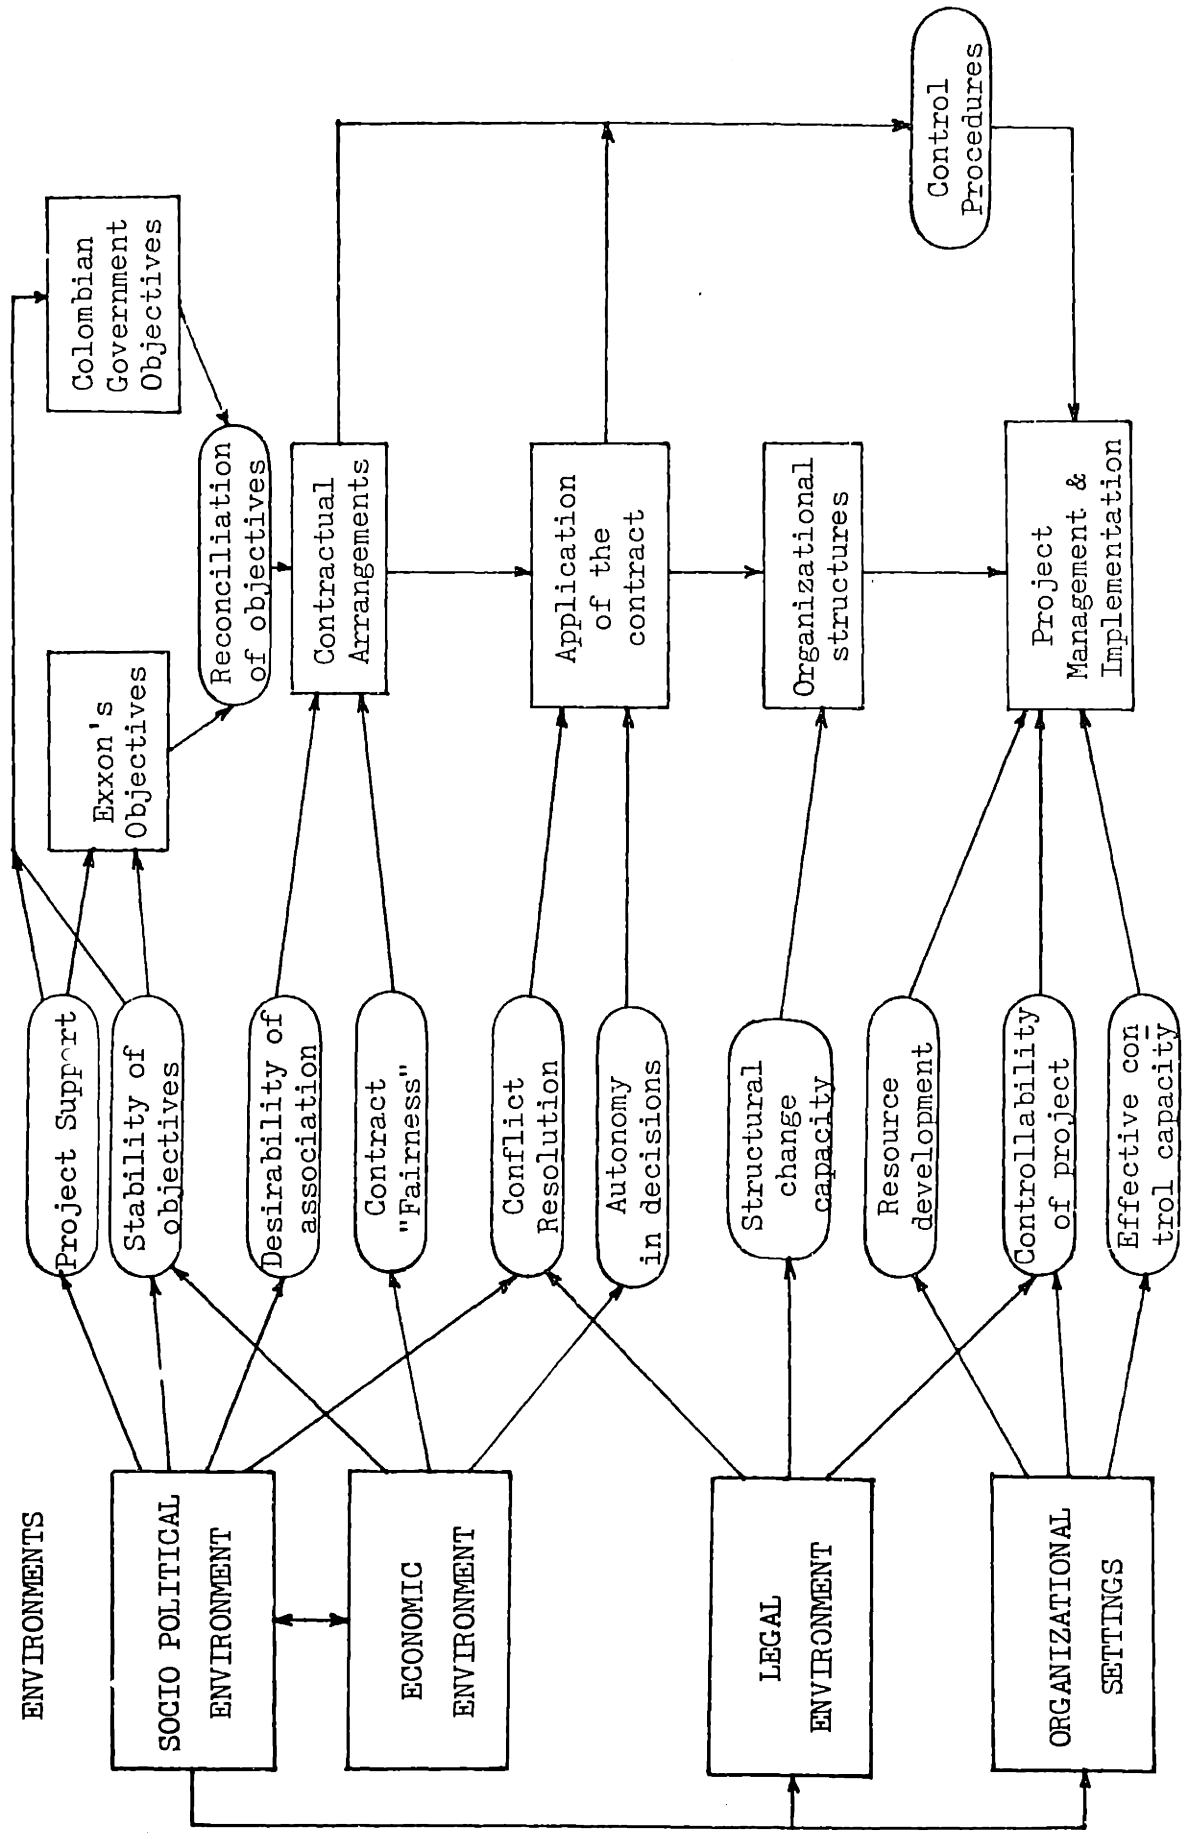 ENVIRONMENTS
SOCIO POLITICAL
ENVIRONMENT
ECONOMIC
ENVIRONMENT
LEGAL
ENVIRONMENT
ORGANIZATIONAL
SETTINGS
Project Support
Stability of
objectives
Desirability of
association
Contract
"Fairness"
Conflict
Resolution
Autonomy
in decisions
Structural
change
capacity
Resource
development
Controllability
of project
Effective con
trol capacity
Exxon's
Objectives
Colombian
Government
Objectives
Reconciliation
of objectives
Contractual
Arrangements
Application
of the
contract
Organizational
structures
Project
Management &
Implementation
Control
Procedures